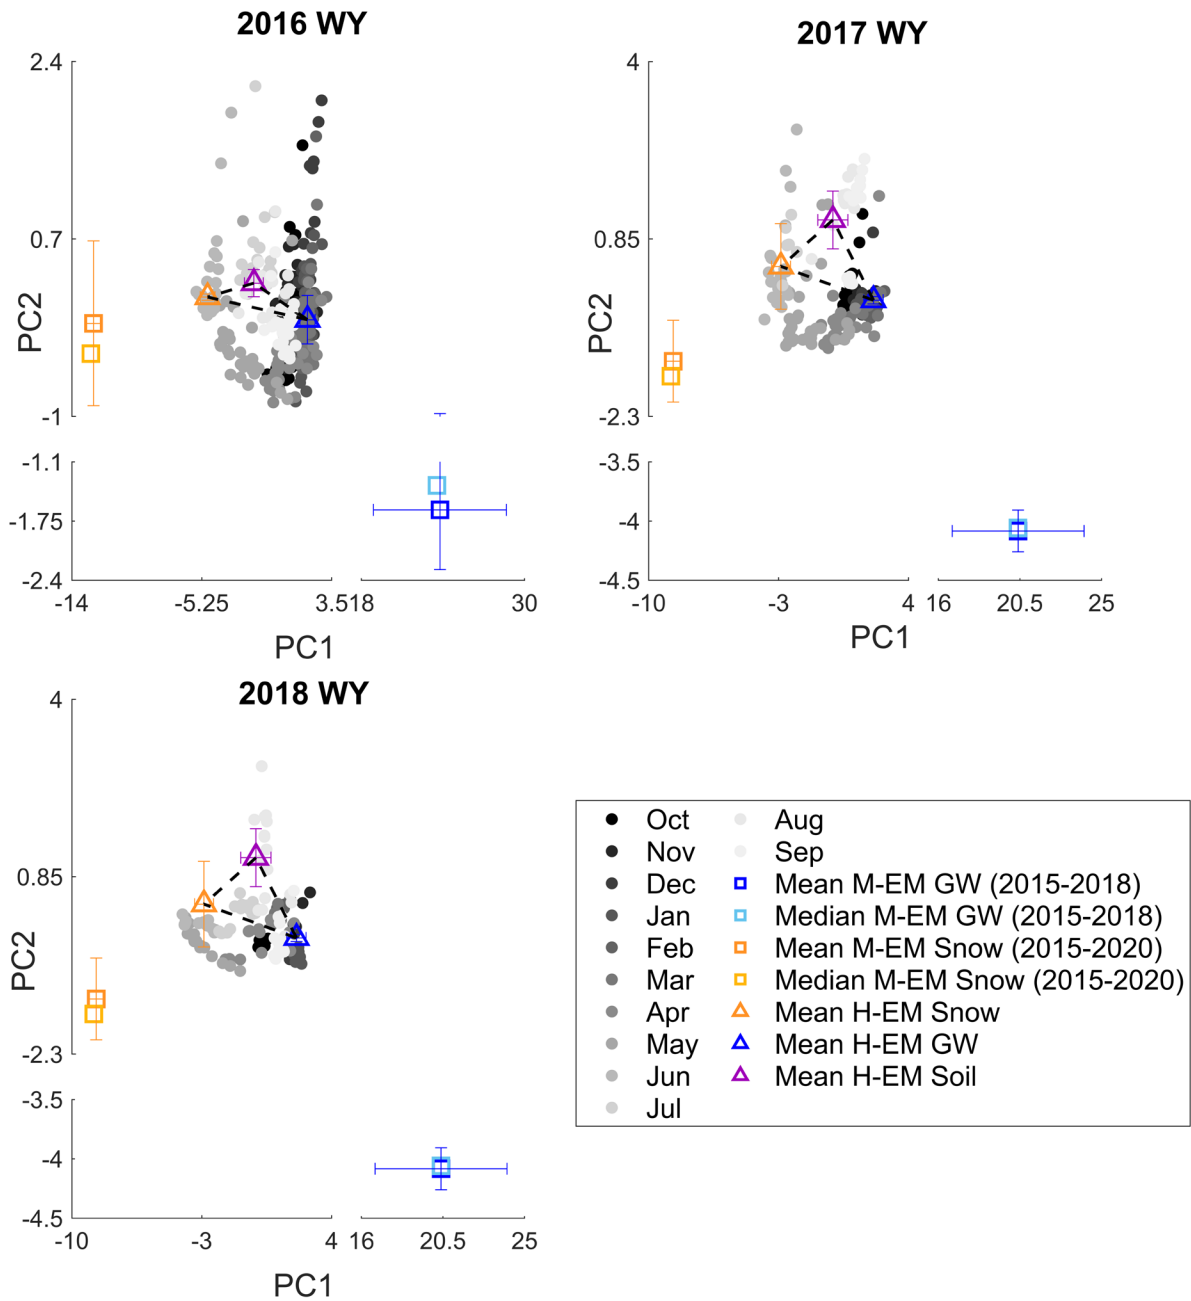 2016 WY
2.4
0.7
-1
-1.1
-1.75
-2.4
PC2
-14
-5.25
3.518
30
PC1
2017 WY
4
0.85
-2.3
-3.5
-4
-4.5
PC2
-10
-3
4
16
20.5
25
PC1
2018 WY
4
0.85
-2.3
-3.5
-4
-4.5
PC2
-10
-3
4
16
20.5
25
PC1
Oct
Nov
Dec
Jan
Feb
Mar
Apr
May
Jun
Jul
Aug
Sep
Mean M-EM GW (2015-2018)
Median M-EM GW (2015-2018)
Mean M-EM Snow (2015-2020)
Median M-EM Snow (2015-2020)
Mean H-EM Snow
Mean H-EM GW
Mean H-EM Soil